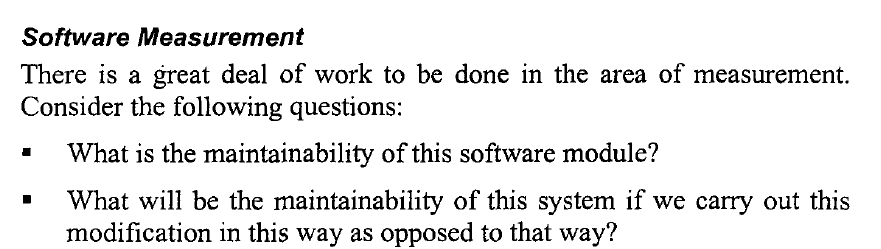 Software Measurement
There is a great deal of work to be done in the area of measurement.
Consider the following questions:
▪ What is the maintainability of this software module?
▪ What will be the maintainability of this system if we carry out this
modification in this way as opposed to that way?